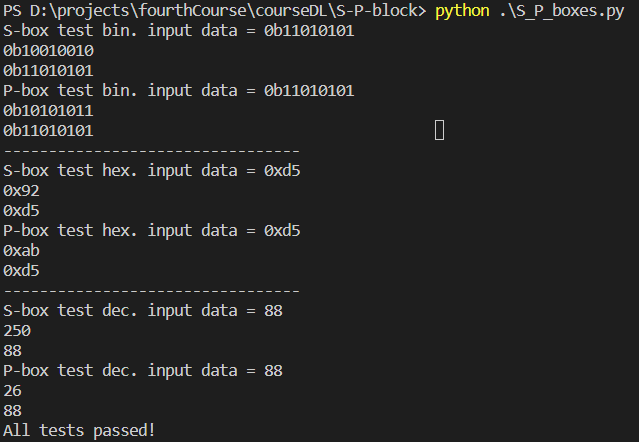 PS D:\projects\fourthCourse\courseDL\S-P-block> python .\S_P_boxes.py
S-box test bin. input data = 0b11010101
0b10010010
0b11010101
P-box test bin. input data = 0b11010101
0b10101011
0b11010101
---------------------------------
S-box test hex. input data = 0xd5
0x92
0xd5
P-box test hex. input data = 0xd5
0xab
0xd5
---------------------------------
S-box test dec. input data = 88
250
88
P-box test dec. input data = 88
26
88
All tests passed!